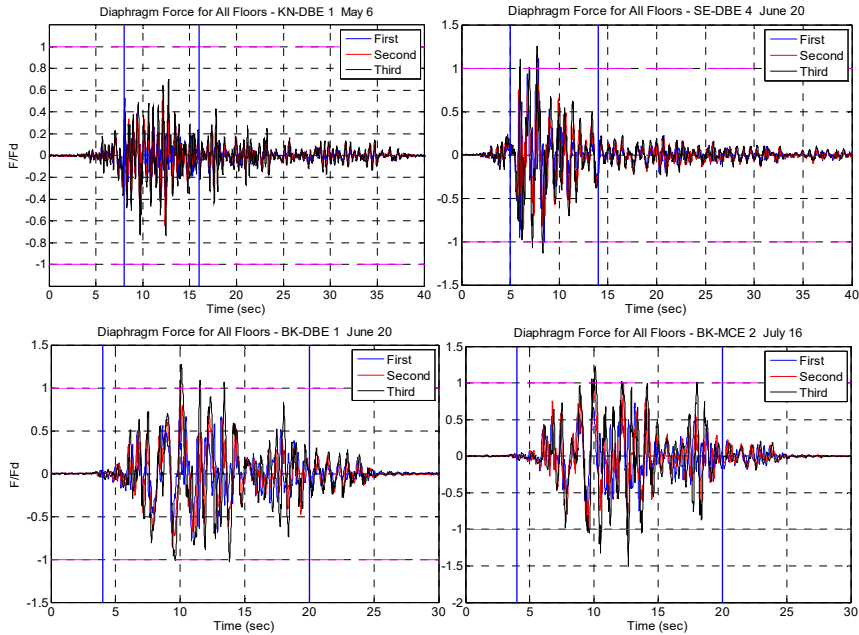 Diaphragm Force for All Floors - KN-DBE 1 May 6
First
Second
Third
F/Fd
1
0.8
0.6
0.4
0.2
0
-0.2
-0.4
-0.6
-0.8
-1
0 5 10 15 20 25 30 35 40
Time (sec)
Diaphragm Force for All Floors - SE-DBE 4 June 20
First
Second
Third
1.5
1
0.5
0
-0.5
-1
-1.5
0 5 10 15 20 25 30 35 40
Time (sec)
Diaphragm Force for All Floors - BK-DBE 1 June 20
First
Second
Third
F/Fd
1.5
1
0.5
0
-0.5
-1
-1.5
0 5 10 15 20 25 30
Time (sec)
Diaphragm Force for All Floors - BK-MCE 2 July 16
First
Second
Third
1.5
1
0.5
0
-0.5
-1
-1.5
-2
0 5 10 15 20 25 30
Time (sec)